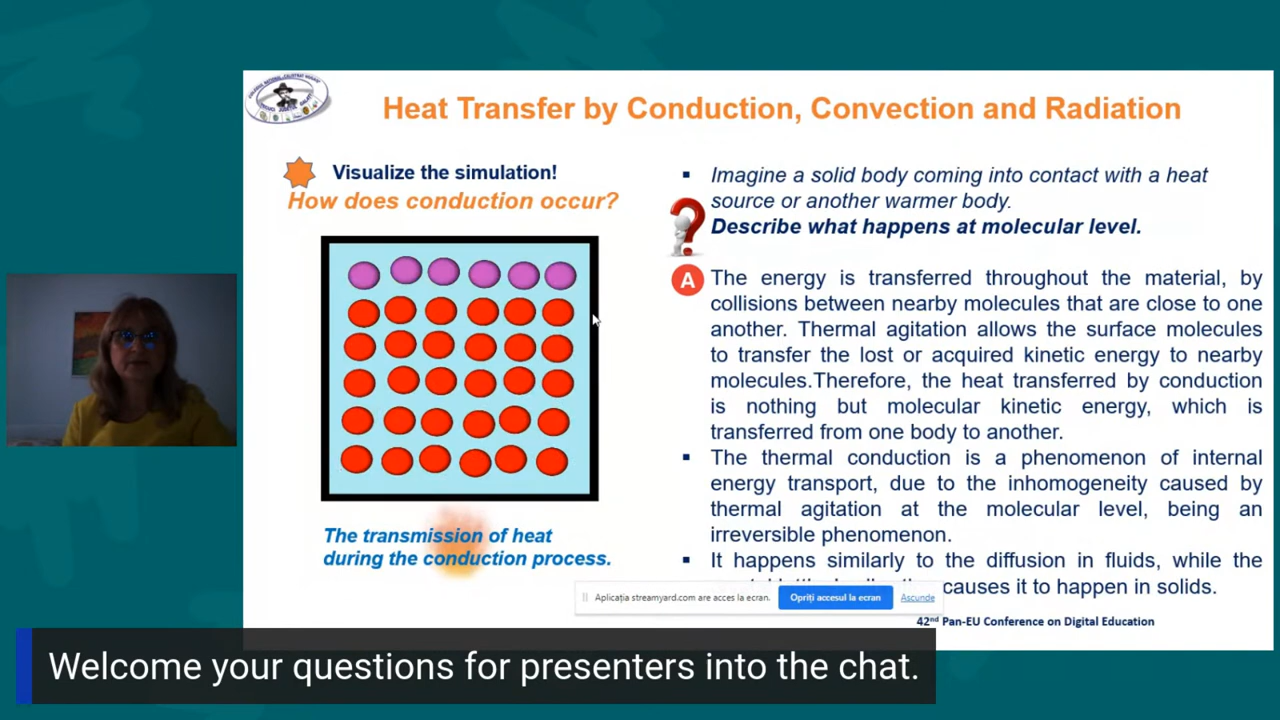 Heat Transfer by Conduction, Convection and Radiation
Visualize the simulation!
How does conduction occur?
The transmission of heat
during the conduction process.
▪ Imagine a solid body coming into contact with a heat
source or another warmer body.
Describe what happens at molecular level.
A The energy is transferred throughout the material, by
collisions between nearby molecules that are close to one
another. Thermal agitation allows the surface molecules
to transfer the lost or acquired kinetic energy to nearby
molecules.Therefore, the heat transferred by conduction
is nothing but molecular kinetic energy, which is
transferred from one body to another.
▪ The thermal conduction is a phenomenon of internal
energy transport, due to the inhomogeneity caused by
thermal agitation at the molecular level, being an
irreversible phenomenon.
▪ It happens similarly to the diffusion in fluids, while the
causes it to happen in solids.
Aplicația streamyard.com are acces la ecran. Opriți accesul la ecran Ascunde
42nd Pan-EU Conference on Digital Education
Welcome your questions for presenters into the chat.